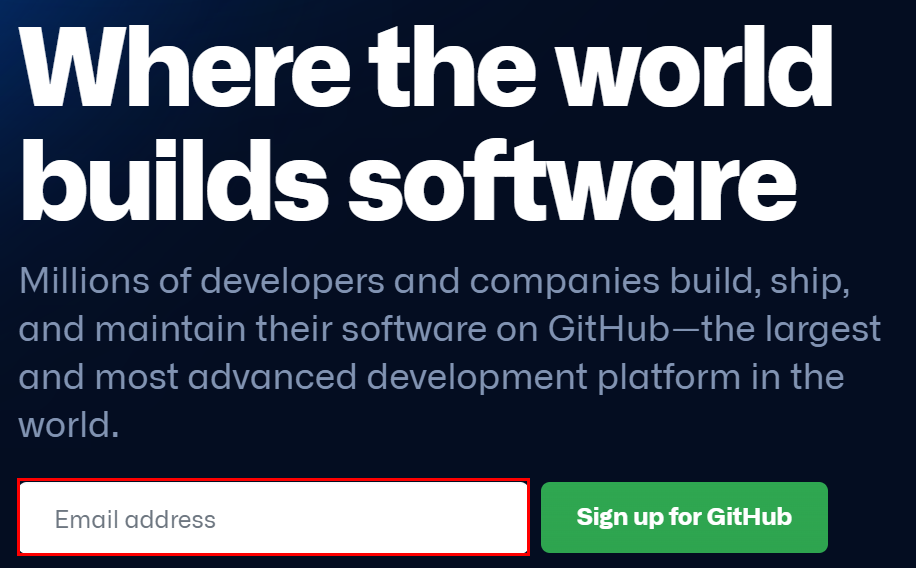 Where the world
builds software
Millions of developers and companies build, ship,
and maintain their software on GitHub—the largest
and most advanced development platform in the
world.
Email address
Sign up for GitHub